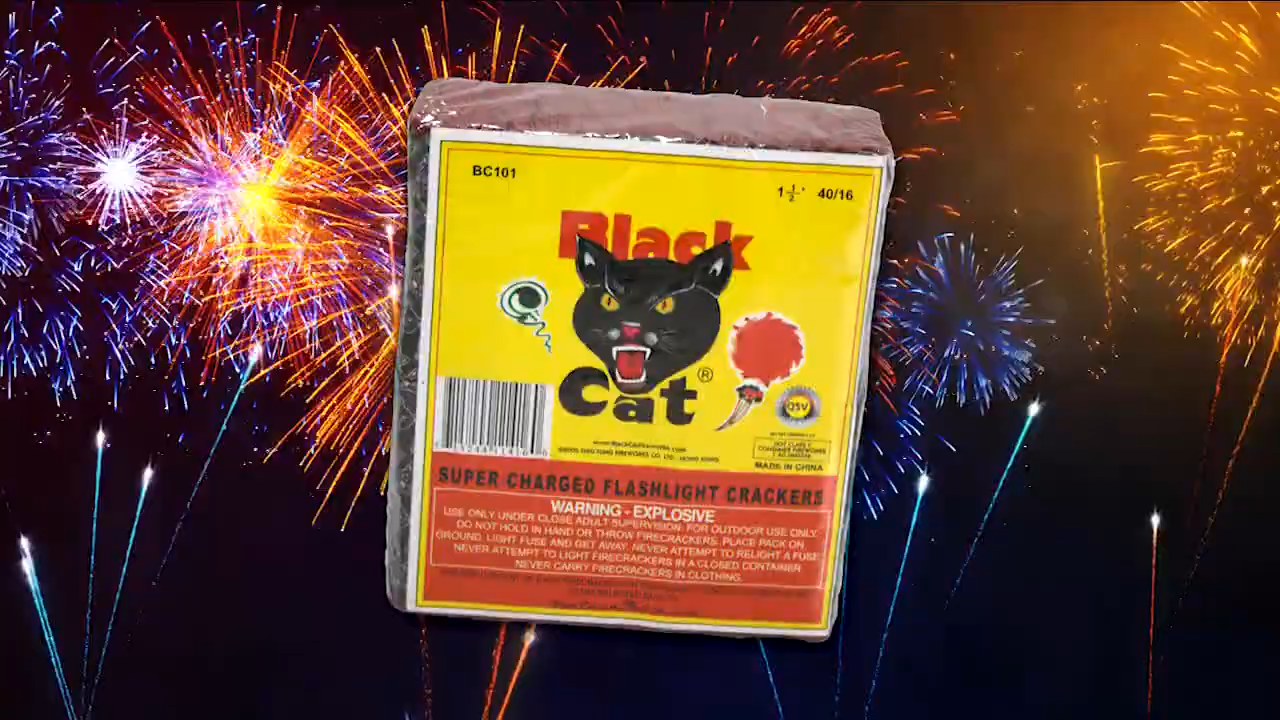 BC101
1 1/2" 40/16
Black
Cat ®
QSV
MADE IN CHINA
SUPER CHARGED FLASHLIGHT CRACKERS
WARNING - EXPLOSIVE
USE ONLY UNDER CLOSE ADULT SUPERVISION. FOR OUTDOOR USE ONLY.
DO NOT HOLD IN HAND OR THROW FIRECRACKERS. PLACE PACK ON
GROUND, LIGHT FUSE AND GET AWAY. NEVER ATTEMPT TO RELIGHT A FUSE.
NEVER ATTEMPT TO LIGHT FIRECRACKERS IN A CLOSED CONTAINER
NEVER CARRY FIRECRACKERS IN CLOTHING.